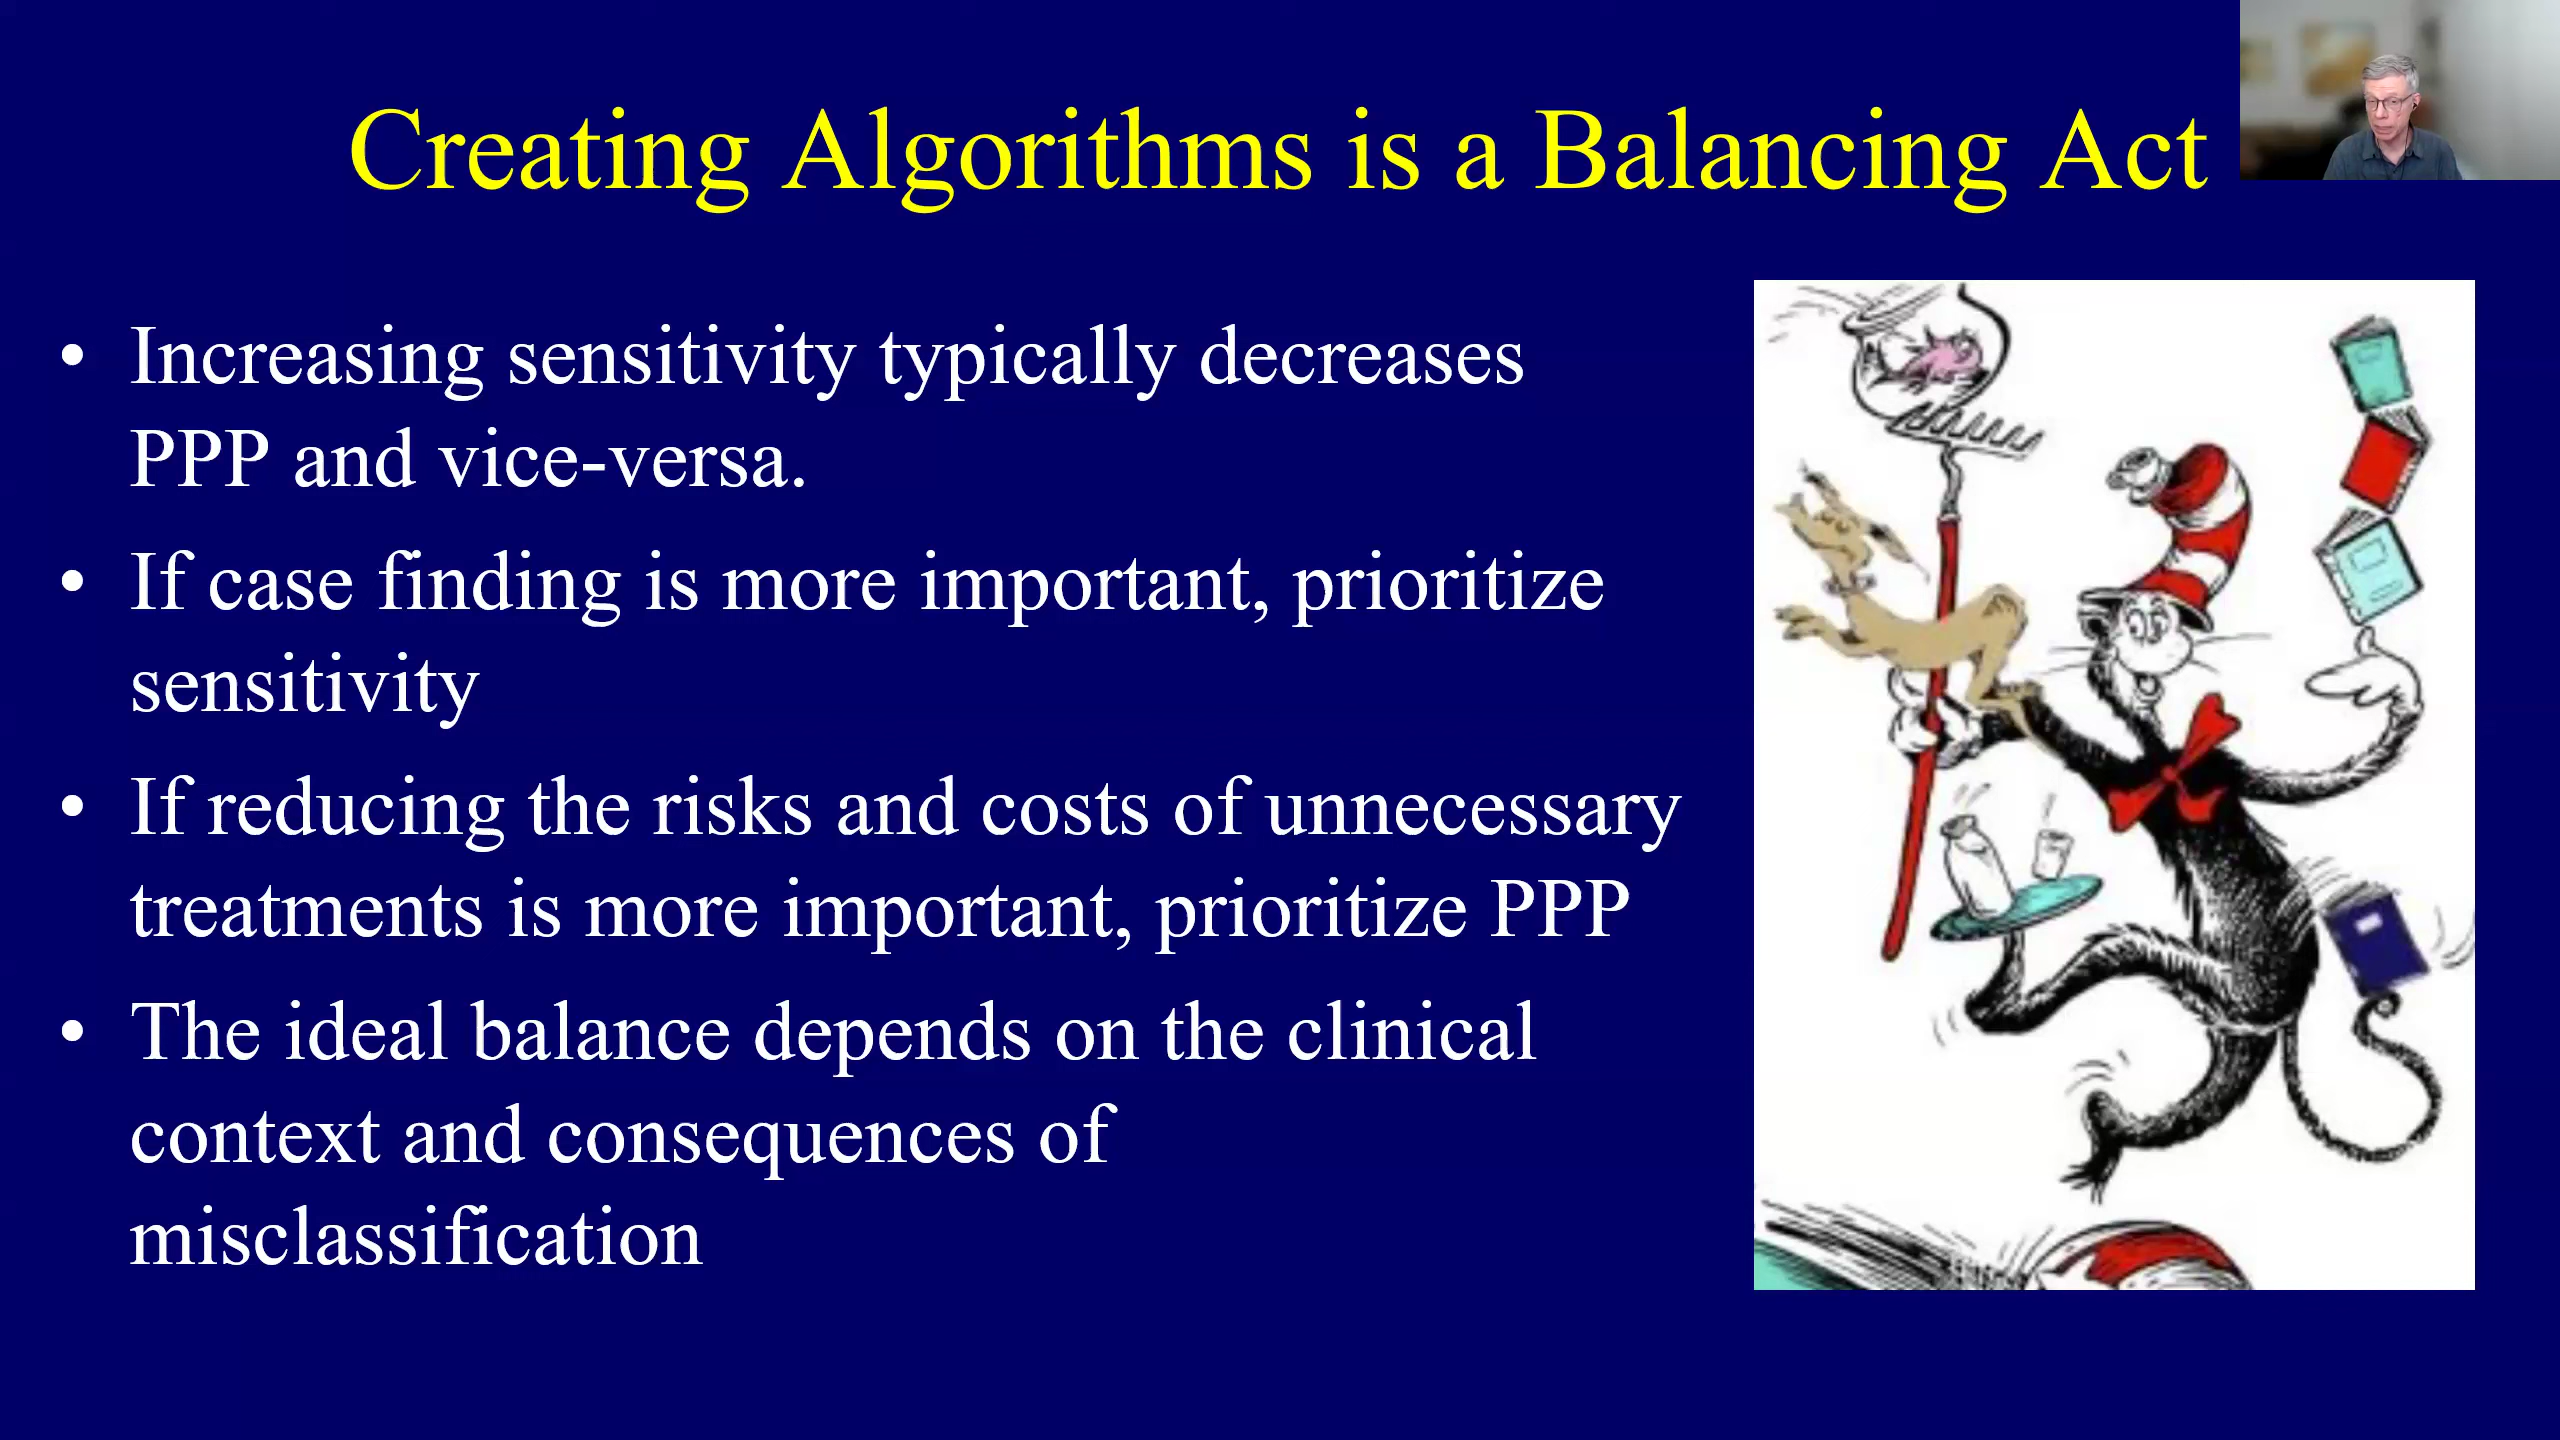 Creating Algorithms is a Balancing Act
• Increasing sensitivity typically decreases
PPP and vice-versa.
• If case finding is more important, prioritize
sensitivity
• If reducing the risks and costs of unnecessary
treatments is more important, prioritize PPP
• The ideal balance depends on the clinical
context and consequences of
misclassification